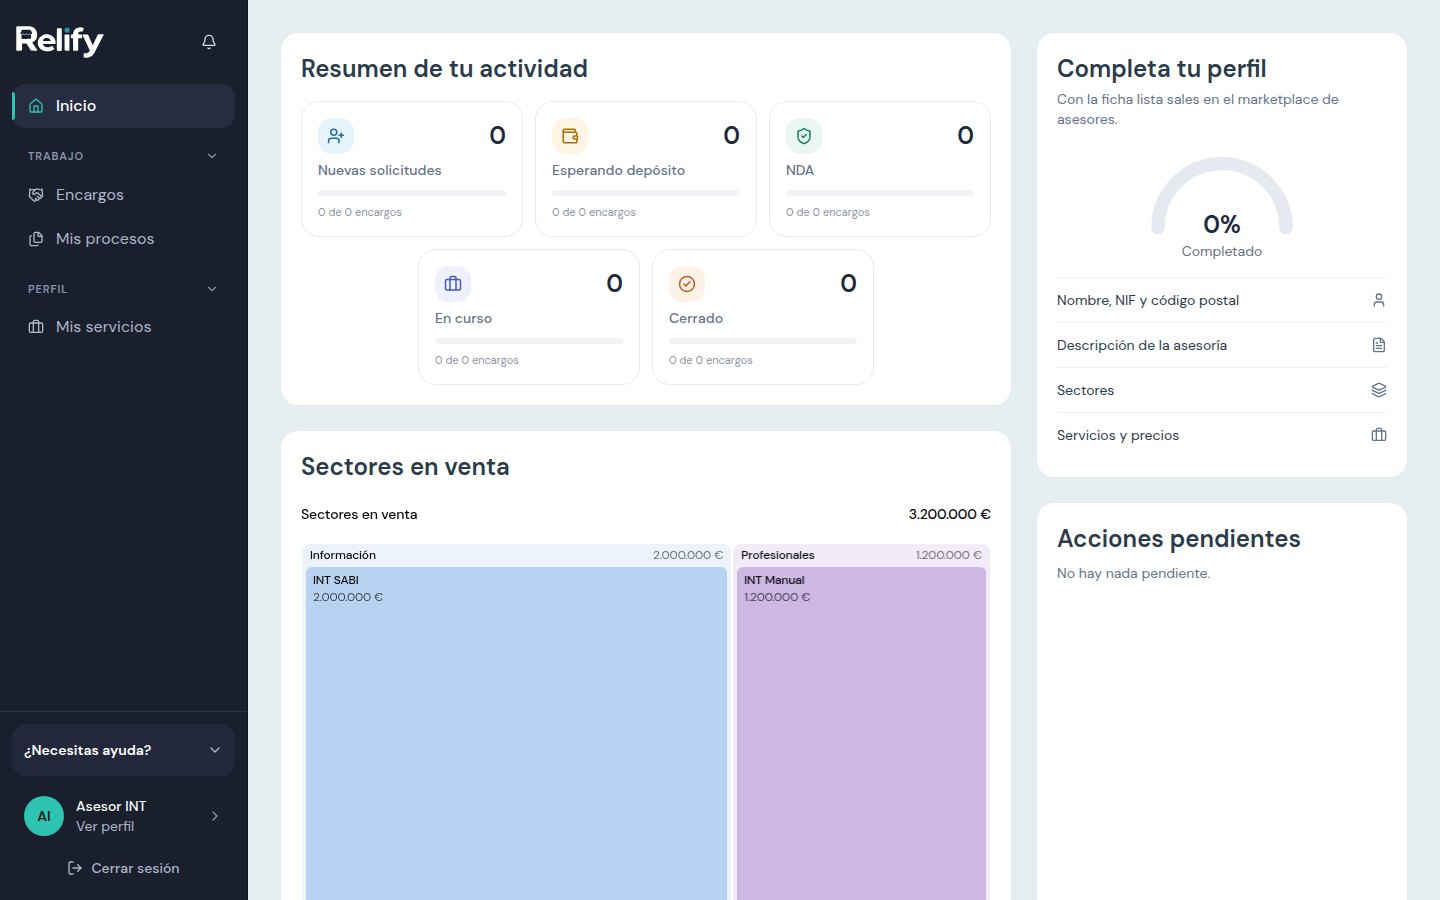 Relify
Inicio
TRABAJO
Encargos
Mis procesos
PERFIL
Mis servicios
¿Necesitas ayuda?
AI
Asesor INT
Ver perfil
Cerrar sesión
Resumen de tu actividad
0
Nuevas solicitudes
0 de 0 encargos
0
Esperando depósito
0 de 0 encargos
0
NDA
0 de 0 encargos
0
En curso
0 de 0 encargos
0
Cerrado
0 de 0 encargos
Sectores en venta
Sectores en venta 3.200.000 €
Información 2.000.000 €
INT SABI
2.000.000 €
Profesionales 1.200.000 €
INT Manual
1.200.000 €
Completa tu perfil
Con la ficha lista sales en el marketplace de
asesores.
0%
Completado
Nombre, NIF y código postal
Descripción de la asesoría
Sectores
Servicios y precios
Acciones pendientes
No hay nada pendiente.